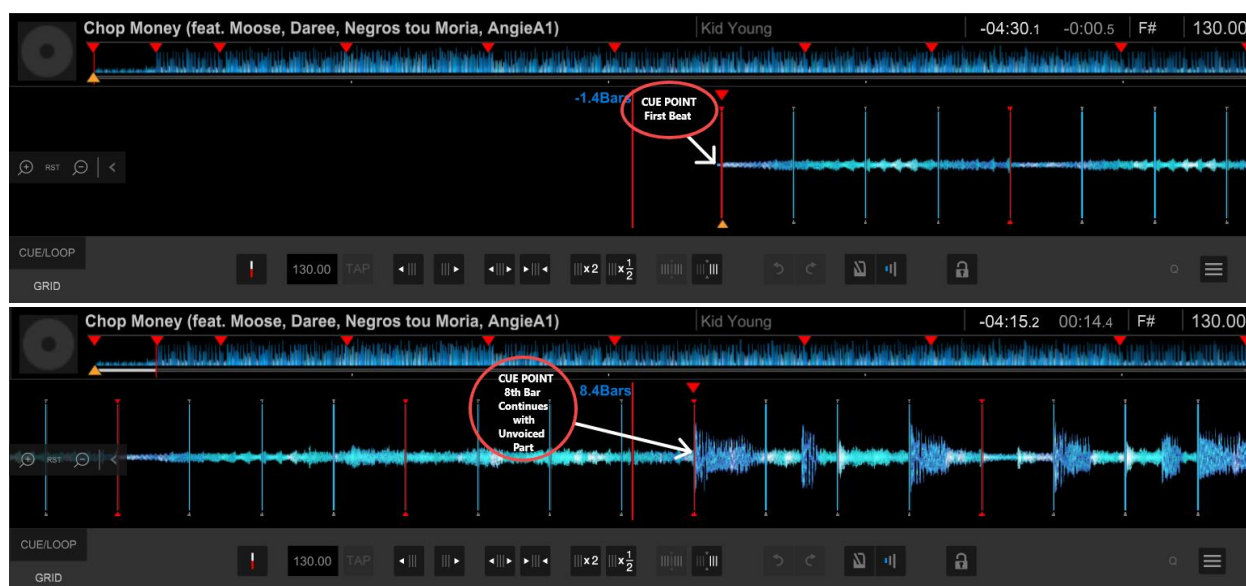 Chop Money (feat. Moose, Daree, Negros tou Moria, AngieA1) Kid Young -04:30.1 -0:00.5 F# 130.00
-1.4Bars
CUE POINT
First Beat
RST
CUE/LOOP
GRID
130.00 TAP x2 x1/2
Q
Chop Money (feat. Moose, Daree, Negros tou Moria, AngieA1) Kid Young -04:15.2 00:14.4 F# 130.00
8.4Bars
CUE POINT
8th Bar
Continues
with
Unvoiced
Part
RST
CUE/LOOP
GRID
130.00 TAP x2 x1/2
Q